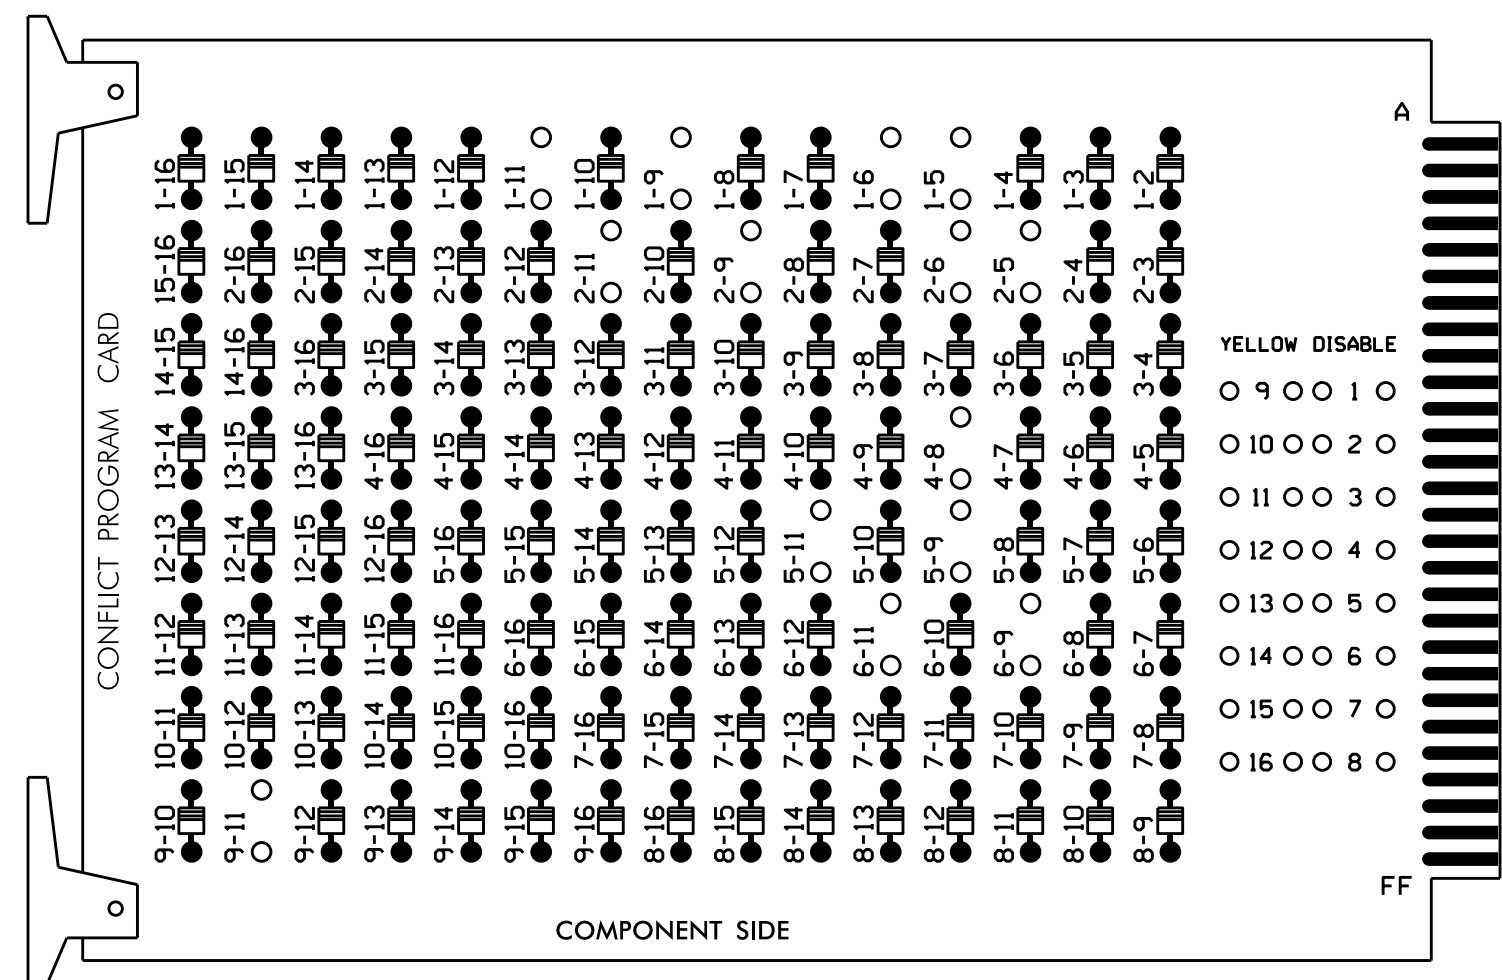 A
1-16 1-15 1-14 1-13 1-12 1-11 1-10 1-9 1-8 1-7 1-6 1-5 1-4 1-3 1-2
15-16 2-16 2-15 2-14 2-13 2-12 2-11 2-10 2-9 2-8 2-7 2-6 2-5 2-4 2-3
14-15 14-16 3-16 3-15 3-14 3-13 3-12 3-11 3-10 3-9 3-8 3-7 3-6 3-5 3-4
13-14 13-15 13-16 4-16 4-15 4-14 4-13 4-12 4-11 4-10 4-9 4-8 4-7 4-6 4-5
12-13 12-14 12-15 12-16 5-16 5-15 5-14 5-13 5-12 5-11 5-10 5-9 5-8 5-7 5-6
11-12 11-13 11-14 11-15 11-16 6-16 6-15 6-14 6-13 6-12 6-11 6-10 6-9 6-8 6-7
10-11 10-12 10-13 10-14 10-15 10-16 7-16 7-15 7-14 7-13 7-12 7-11 7-10 7-9 7-8
9-10 9-11 9-12 9-13 9-14 9-15 9-16 8-16 8-15 8-14 8-13 8-12 8-11 8-10 8-9
CONFLICT PROGRAM CARD
YELLOW DISABLE
9 1
10 2
11 3
12 4
13 5
14 6
15 7
16 8
FF
COMPONENT SIDE